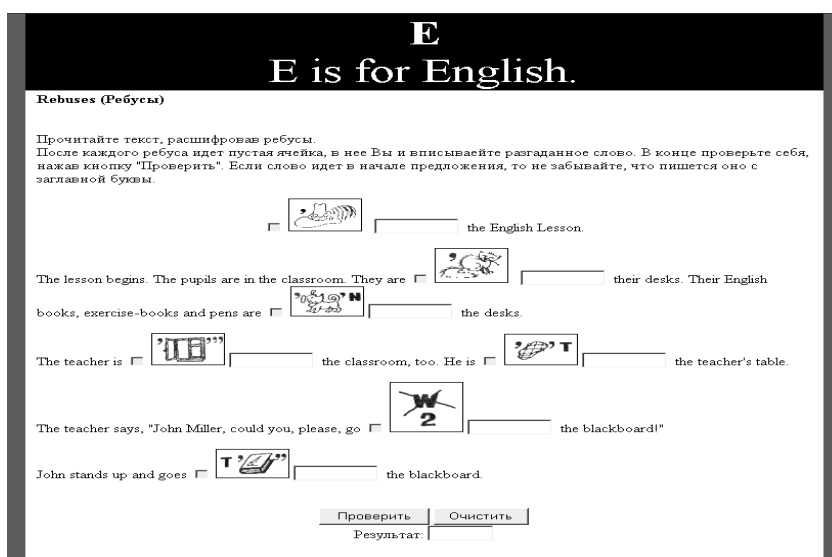 E
E is for English.
Rebuses (Ребусы)
Прочитайте текст, расшифровав ребусы.
После каждого ребуса идет пустая ячейка, в нее Вы и вписываейте разгаданное слово. В конце проверьте себя,
нажав кнопку "Проверить". Если слово идет в начале предложения, то не забывайте, что пишется оно с
заглавной буквы.
' the English Lesson.
The lesson begins. The pupils are in the classroom. They are ' their desks. Their English
books, exercise-books and pens are ' ' N the desks.
The teacher is ' ''' the classroom, too. He is ' ' T the teacher's table.
W
2
The teacher says, "John Miller, could you, please, go the blackboard!"
John stands up and goes T ' '' the blackboard.
Проверить Очистить
Результат: